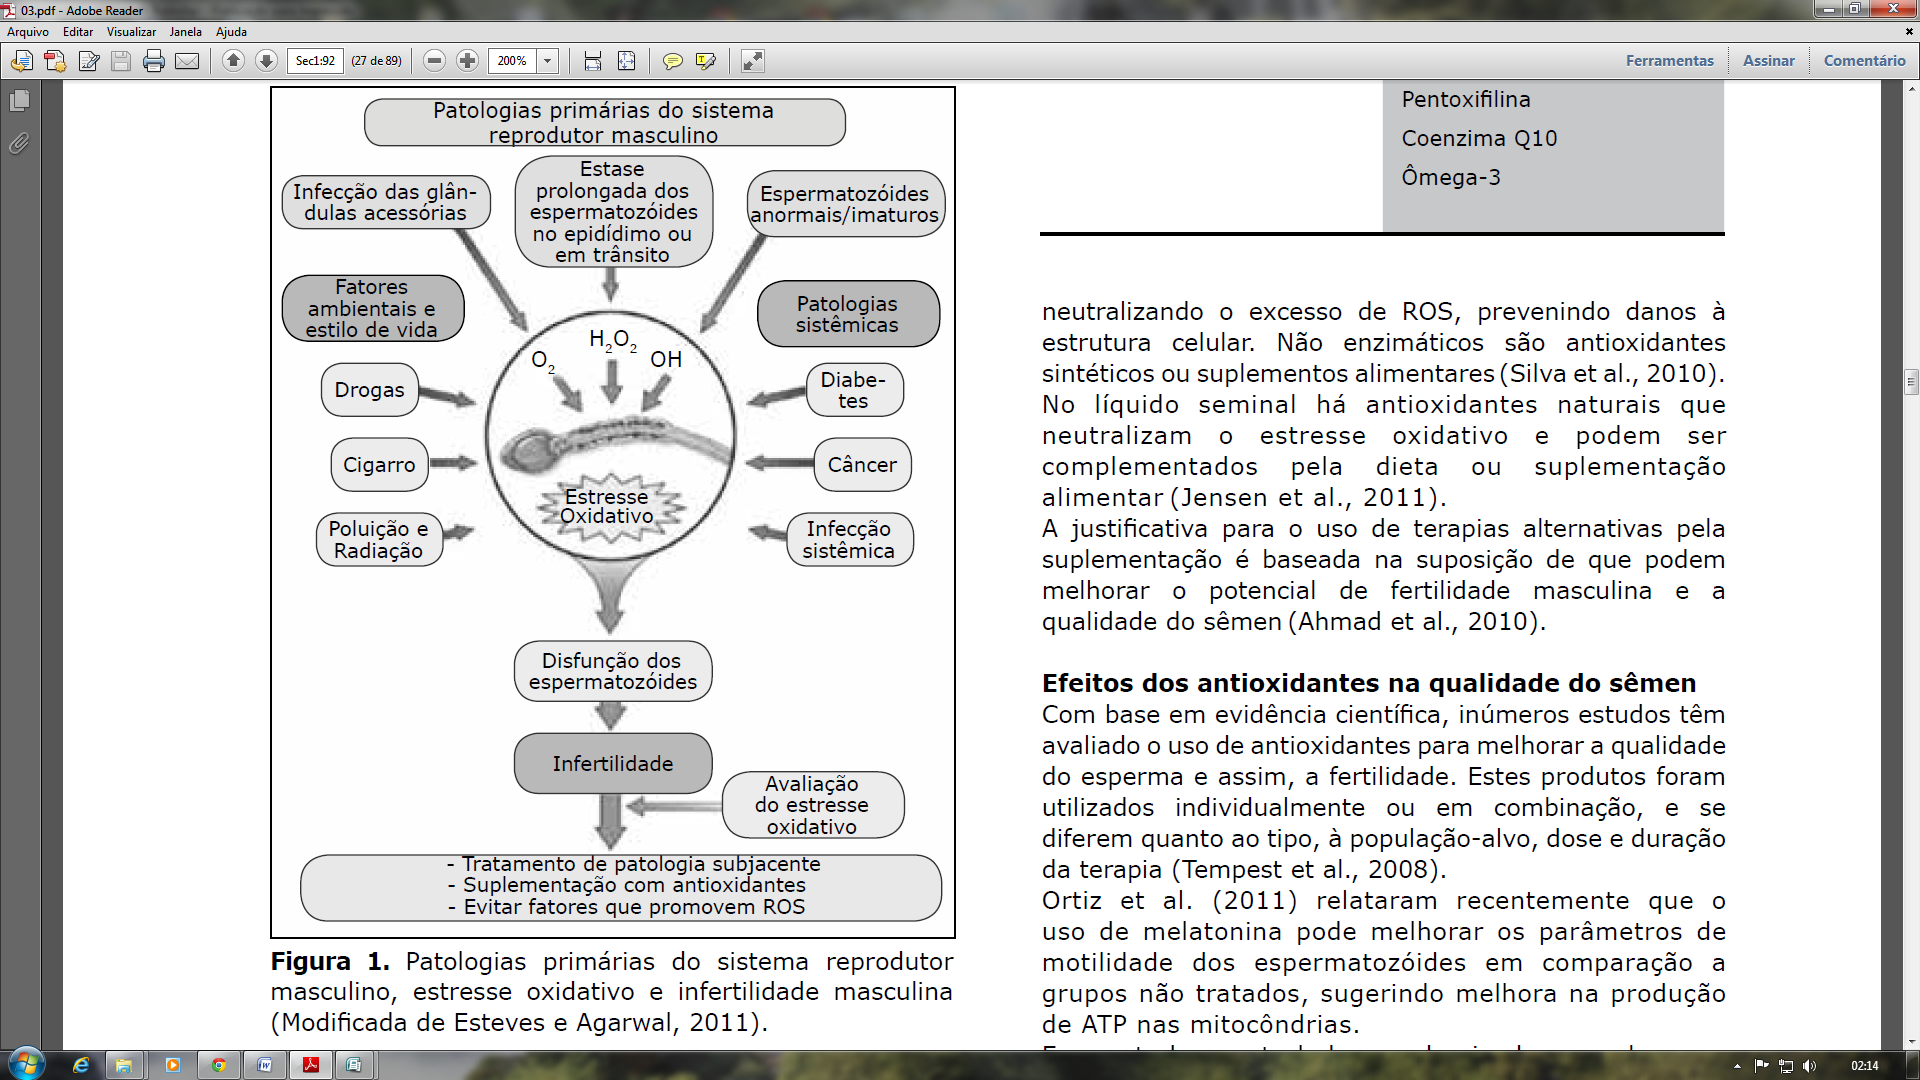 03.pdf - Adobe Reader
Arquivo Editar Visualizar Janela Ajuda
Sec1:92 (27 de 89) 200% Ferramentas Assinar Comentário
Patologias primárias do sistema
reprodutor masculino
Infecção das glân-
dulas acessórias
Estase
prolongada dos
espermatozóides
no epidídimo ou
em trânsito
Espermatozóides
anormais/imaturos
Fatores
ambientais e
estilo de vida
Patologias
sistêmicas
O2
H2O2
OH
Drogas
Diabe-
tes
Cigarro
Câncer
Estresse
Oxidativo
Poluição e
Radiação
Infecção
sistêmica
Disfunção dos
espermatozóides
Infertilidade
Avaliação
do estresse
oxidativo
- Tratamento de patologia subjacente
- Suplementação com antioxidantes
- Evitar fatores que promovem ROS
Figura 1. Patologias primárias do sistema reprodutor
masculino, estresse oxidativo e infertilidade masculina
(Modificada de Esteves e Agarwal, 2011).
Pentoxifilina
Coenzima Q10
Ômega-3
neutralizando o excesso de ROS, prevenindo danos à
estrutura celular. Não enzimáticos são antioxidantes
sintéticos ou suplementos alimentares (Silva et al., 2010).
No líquido seminal há antioxidantes naturais que
neutralizam o estresse oxidativo e podem ser
complementados pela dieta ou suplementação
alimentar (Jensen et al., 2011).
A justificativa para o uso de terapias alternativas pela
suplementação é baseada na suposição de que podem
melhorar o potencial de fertilidade masculina e a
qualidade do sêmen (Ahmad et al., 2010).
Efeitos dos antioxidantes na qualidade do sêmen
Com base em evidência científica, inúmeros estudos têm
avaliado o uso de antioxidantes para melhorar a qualidade
do esperma e assim, a fertilidade. Estes produtos foram
utilizados individualmente ou em combinação, e se
diferem quanto ao tipo, à população-alvo, dose e duração
da terapia (Tempest et al., 2008).
Ortiz et al. (2011) relataram recentemente que o
uso de melatonina pode melhorar os parâmetros de
motilidade dos espermatozóides em comparação a
grupos não tratados, sugerindo melhora na produção
de ATP nas mitocôndrias.
02:14